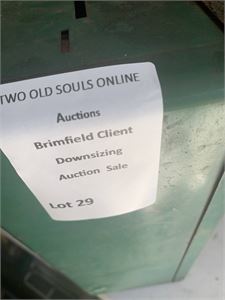 TWO OLD SOULS ONLINE
Auctions
Brimfield Client
Downsizing
Auction Sale
Lot 29